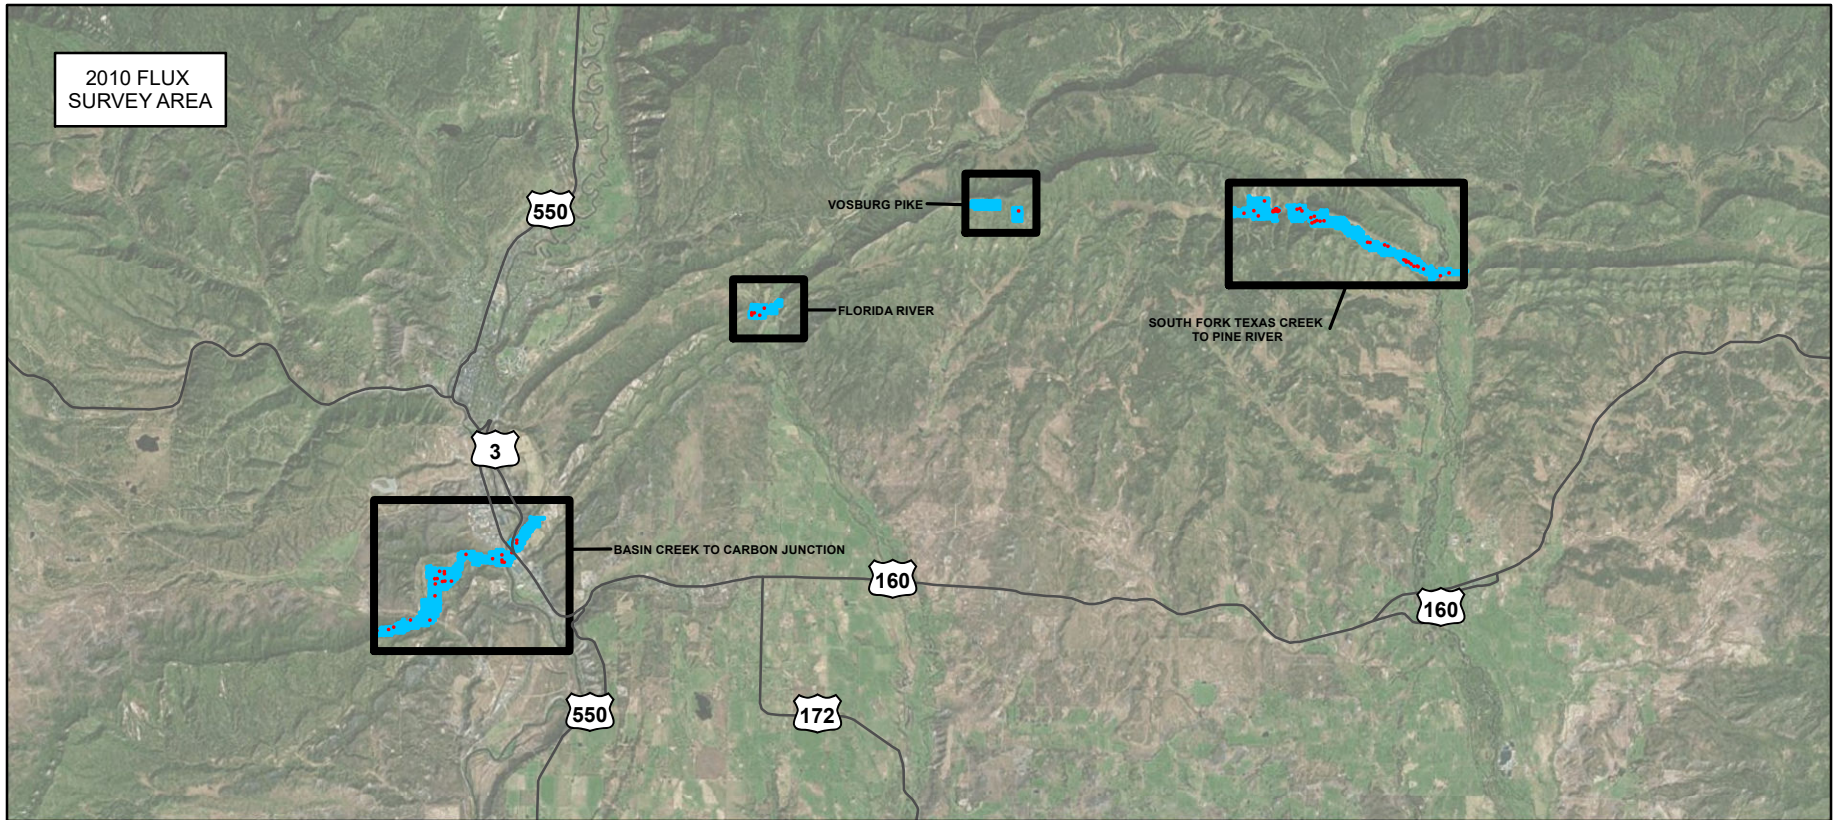 2010 FLUX
SURVEY AREA
550
VOSBURG PIKE
FLORIDA RIVER
SOUTH FORK TEXAS CREEK
TO PINE RIVER
3
BASIN CREEK TO CARBON JUNCTION
160
160
550
172